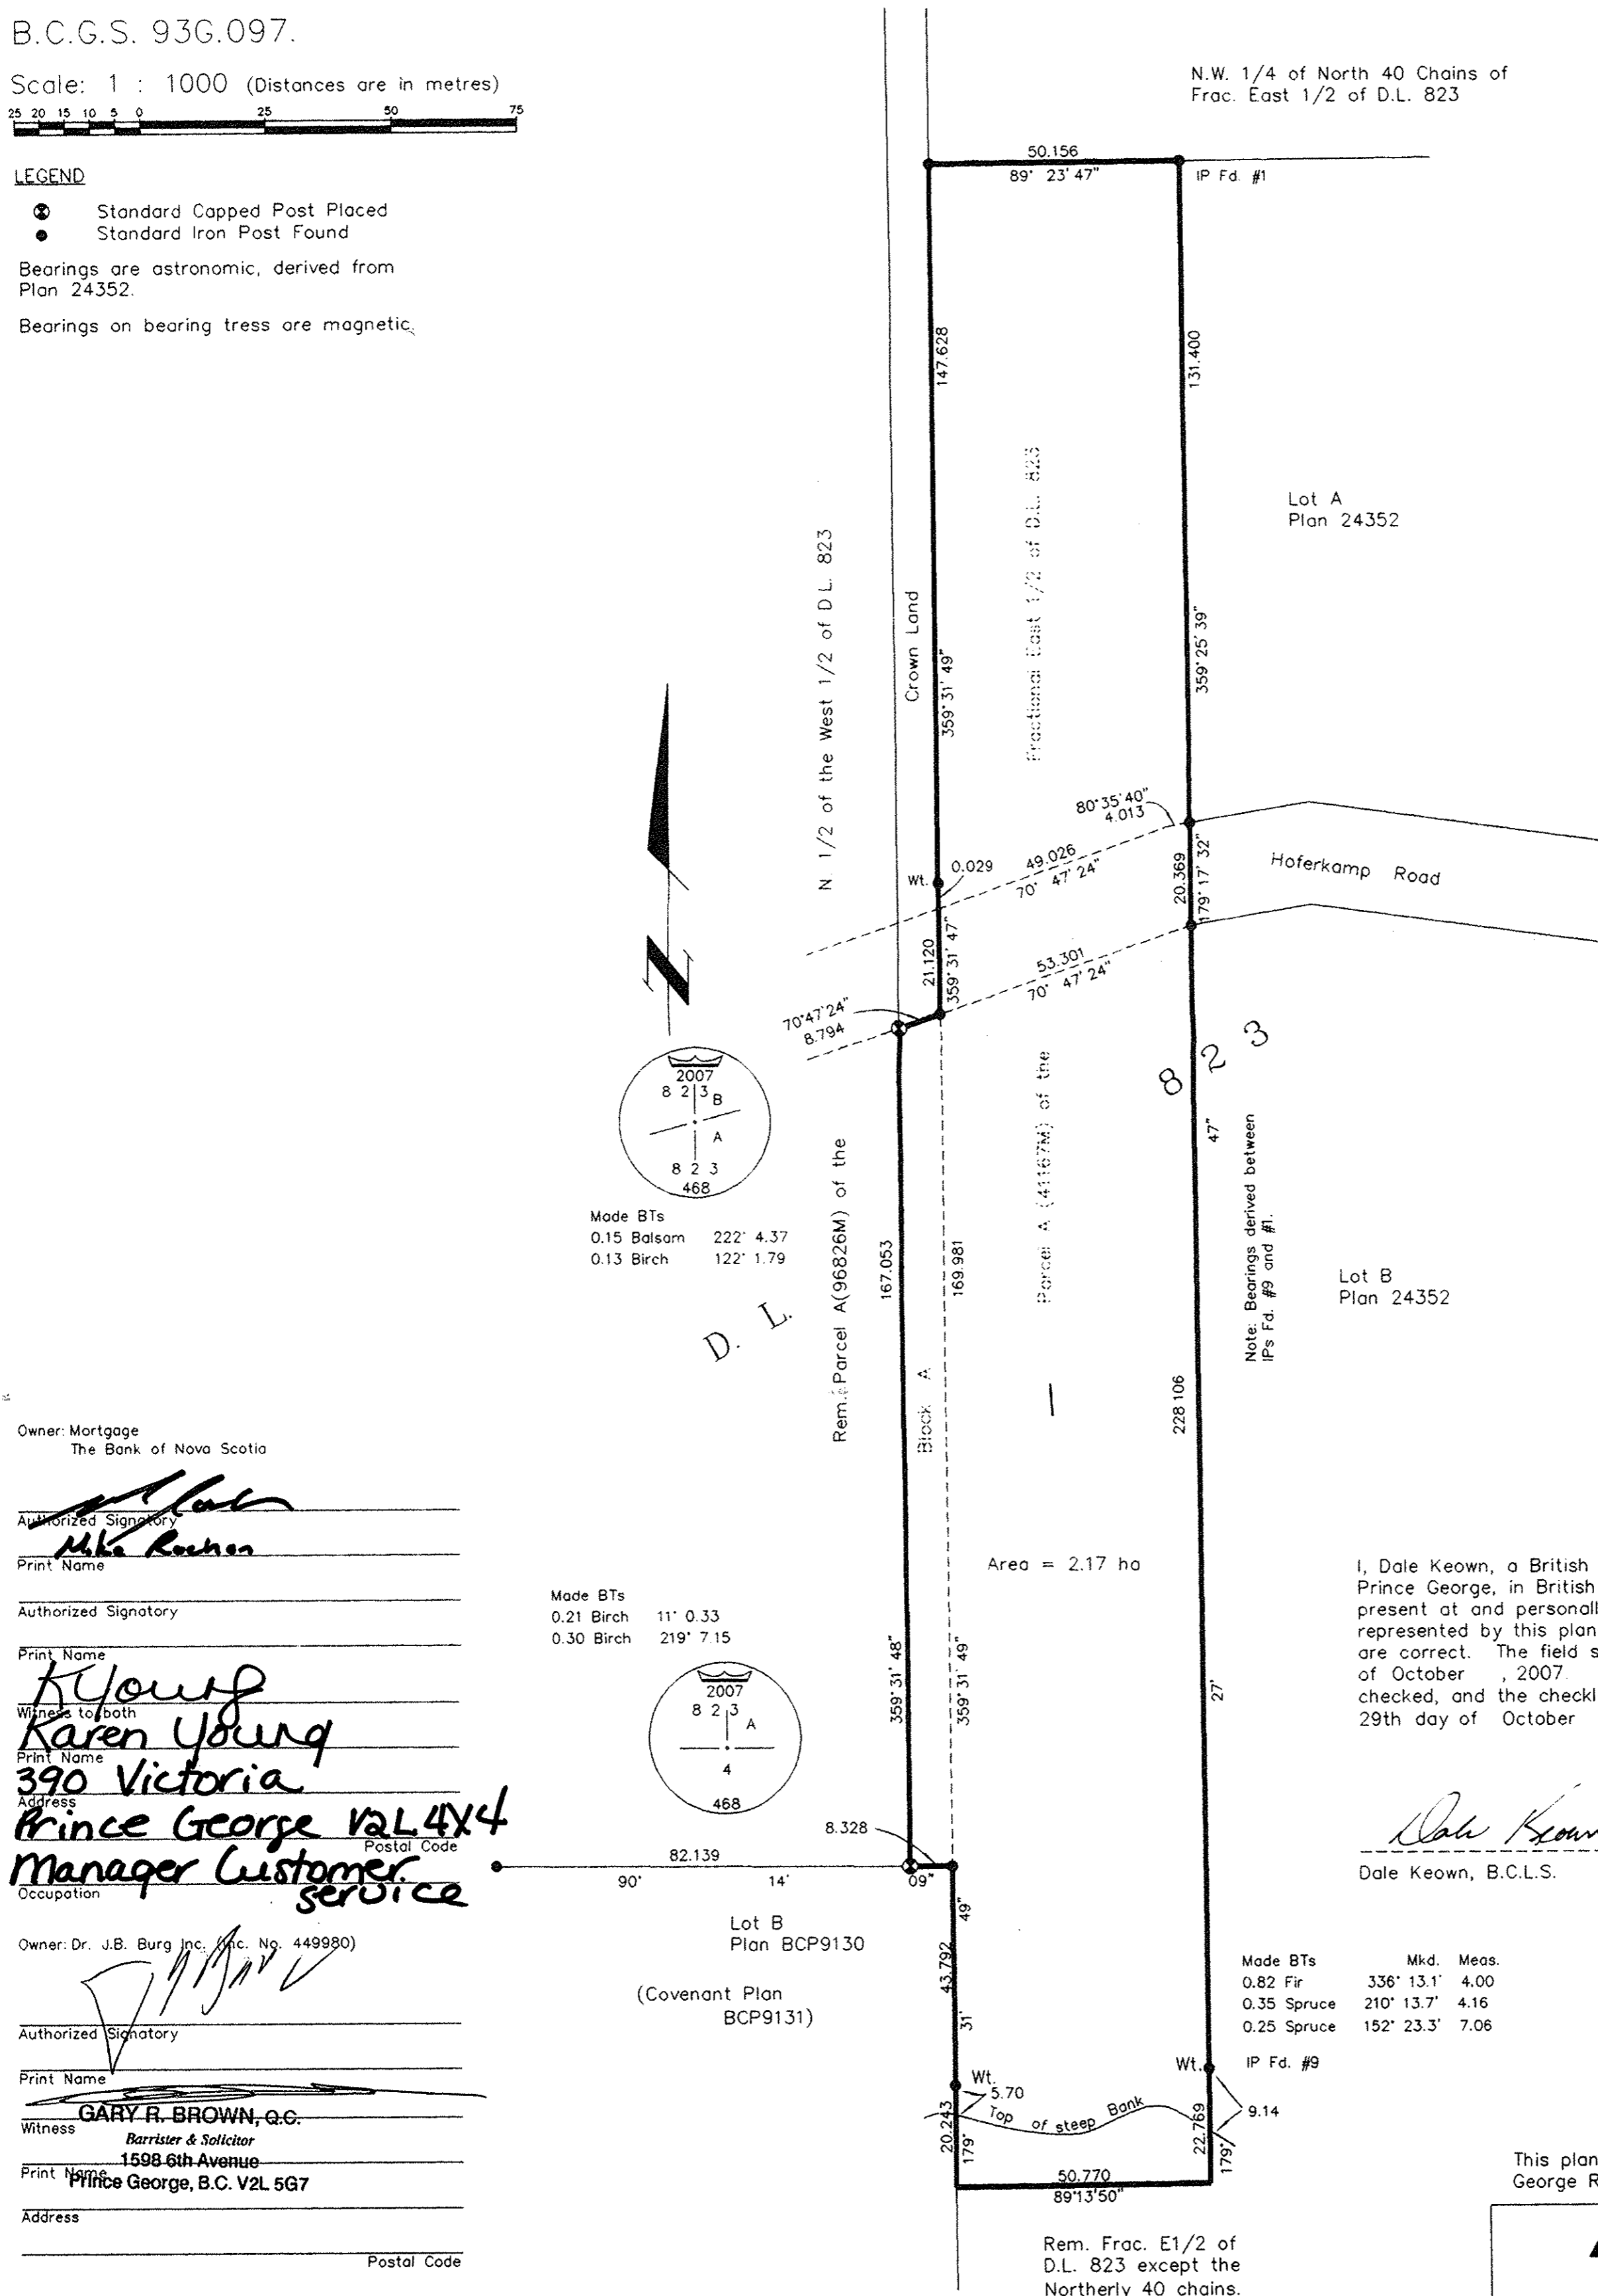 B.C.G.S. 93G.097.
Scale: 1 : 1000 (Distances are in metres)
25 20 15 10 5 0 25 50 75
LEGEND
Standard Capped Post Placed
Standard Iron Post Found
Bearings are astronomic, derived from
Plan 24352.
Bearings on bearing tress are magnetic.
N.W. 1/4 of North 40 Chains of
Frac. East 1/2 of D.L. 823
50.156
89° 23' 47"
IP Fd. #1
147.628
131.400
Lot A
Plan 24352
N. 1/2 of the West 1/2 of D.L. 823
Crown Land
359° 31' 49"
Fractional East 1/2 of D.L. 823
359° 25' 39"
80°35'40"
4.013
49.026
70° 47' 24"
Wt.
0.029
20.369
179° 17' 32"
Hoferkamp Road
21.120
359° 31' 47"
53.301
70° 47' 24"
70°47'24"
8.794
N
2007
8 2 3
B
A
8 2 3
468
Made BTs
0.15 Balsam 222° 4.37
0.13 Birch 122° 1.79
D. L.
8 2 3
Rem. Parcel A(96826M) of the
167.053
169.981
Parcel A (41167M) of the
47"
Note: Bearings derived between
IPs Fd. #9 and #1.
Lot B
Plan 24352
Block A
228.106
Owner: Mortgage
The Bank of Nova Scotia
Authorized Signatory
Mike Rochon
Print Name
Authorized Signatory
Print Name
KYoung
Witness to both
Karen Young
Print Name
390 Victoria
Address
Prince George V2L 4X4
Postal Code
Manager Customer
service
Occupation
Area = 2.17 ha
Made BTs
0.21 Birch 11° 0.33
0.30 Birch 219° 7.15
2007
8 2 3
A
4
468
359° 31' 48"
359° 31' 49"
27'
I, Dale Keown, a British
Prince George, in British
present at and personall
represented by this plan
are correct. The field s
of October , 2007.
checked, and the checkl
29th day of October
Dale Keown
Dale Keown, B.C.L.S.
8.328
82.139
90° 14' 09"
Lot B
Plan BCP9130
(Covenant Plan
BCP9131)
49"
43.792
31'
Owner: Dr. J.B. Burg Inc. (Inc. No. 449980)
Authorized Signatory
Print Name
GARY R. BROWN, Q.C.
Witness
Barrister & Solicitor
1598 6th Avenue
Print Name
Prince George, B.C. V2L 5G7
Address
Postal Code
Made BTs Mkd. Meas.
0.82 Fir 336° 13.1' 4.00
0.35 Spruce 210° 13.7' 4.16
0.25 Spruce 152° 23.3' 7.06
Wt. IP Fd. #9
Wt.
5.70
Top of steep Bank
9.14
20.243
179°
22.769
179°
50.770
89°13'50"
This plan
George R
Rem. Frac. E1/2 of
D.L. 823 except the
Northerly 40 chains.